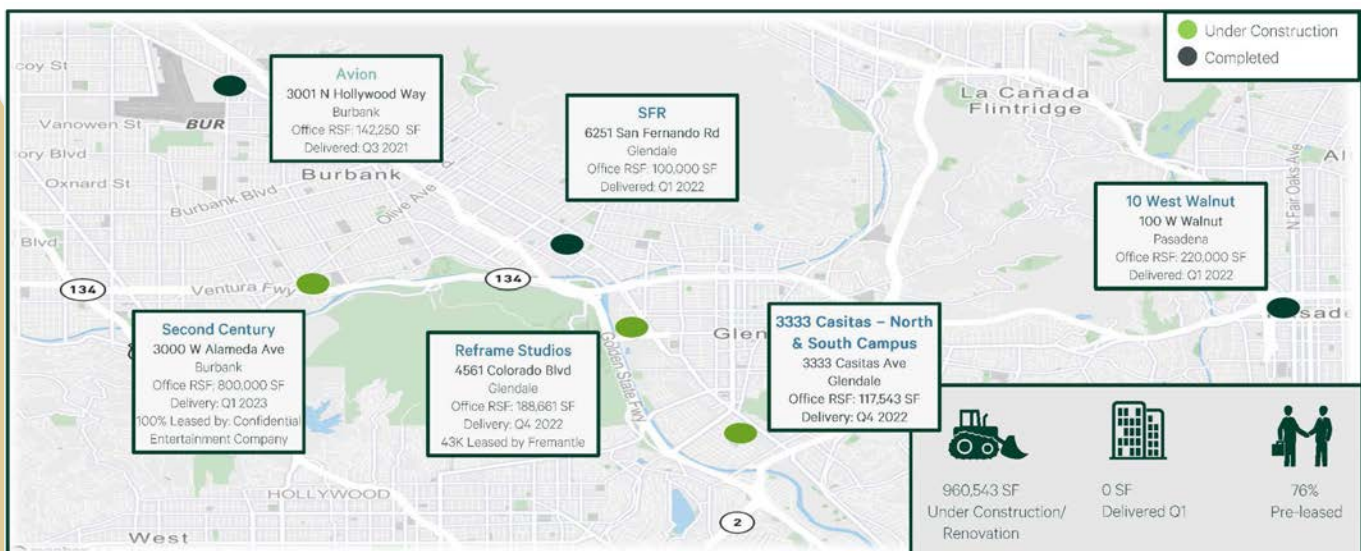 Under Construction
Completed
coy St
Vanowen St
BUR
ory Blvd
Oxnard St
Burbank Blvd
Burbank
Olive Ave
Blvd
134
Ventura Fwy
134
Golden State Fwy
Glen
HOLLYWOOD
West
2
La Cañada
Flintridge
N Fair Oaks Ave
Al
asade
Avion
3001 N Hollywood Way
Burbank
Office RSF: 142,250 SF
Delivered: Q3 2021
SFR
6251 San Fernando Rd
Glendale
Office RSF: 100,000 SF
Delivered: Q1 2022
10 West Walnut
100 W Walnut
Pasadena
Office RSF: 220,000 SF
Delivered: Q1 2022
Second Century
3000 W Alameda Ave
Burbank
Office RSF: 800,000 SF
Delivery: Q1 2023
100% Leased by: Confidential
Entertainment Company
Reframe Studios
4561 Colorado Blvd
Glendale
Office RSF: 188,661 SF
Delivery: Q4 2022
43K Leased by Fremantle
3333 Casitas – North
& South Campus
3333 Casitas Ave
Glendale
Office RSF: 117,543 SF
Delivery: Q4 2022
960,543 SF
Under Construction/
Renovation
0 SF
Delivered Q1
76%
Pre-leased